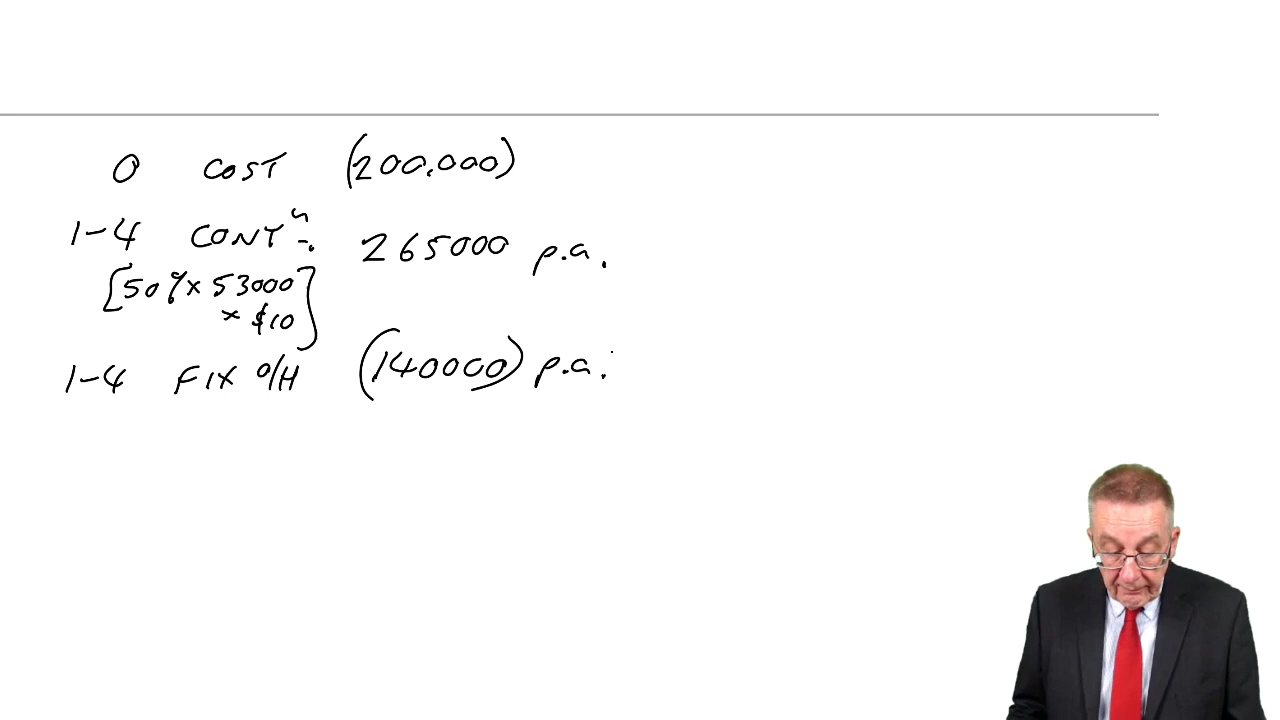 0 COST (200,000)
1-4 CONTⁿ. 265000 p.a.
[50% x 53000
x $10]
1-4 FIX O/H (140000) p.a.